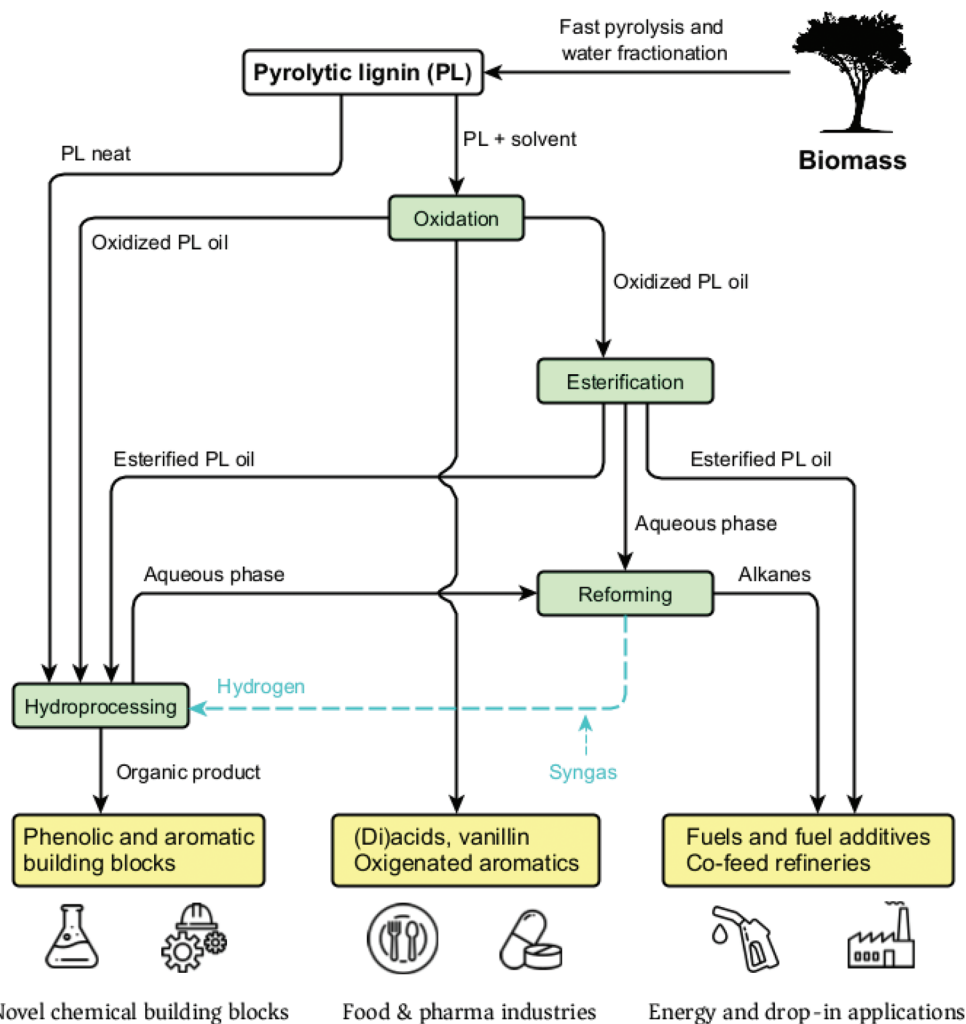 Fast pyrolysis and
water fractionation
Pyrolytic lignin (PL)
Biomass
PL neat
PL + solvent
Oxidation
Oxidized PL oil
Oxidized PL oil
Esterification
Esterified PL oil
Esterified PL oil
Aqueous phase
Aqueous phase
Reforming
Alkanes
Hydrogen
Hydroprocessing
Syngas
Organic product
Phenolic and aromatic
building blocks
(Di)acids, vanillin
Oxigenated aromatics
Fuels and fuel additives
Co-feed refineries
Novel chemical building blocks
Food & pharma industries
Energy and drop-in applications